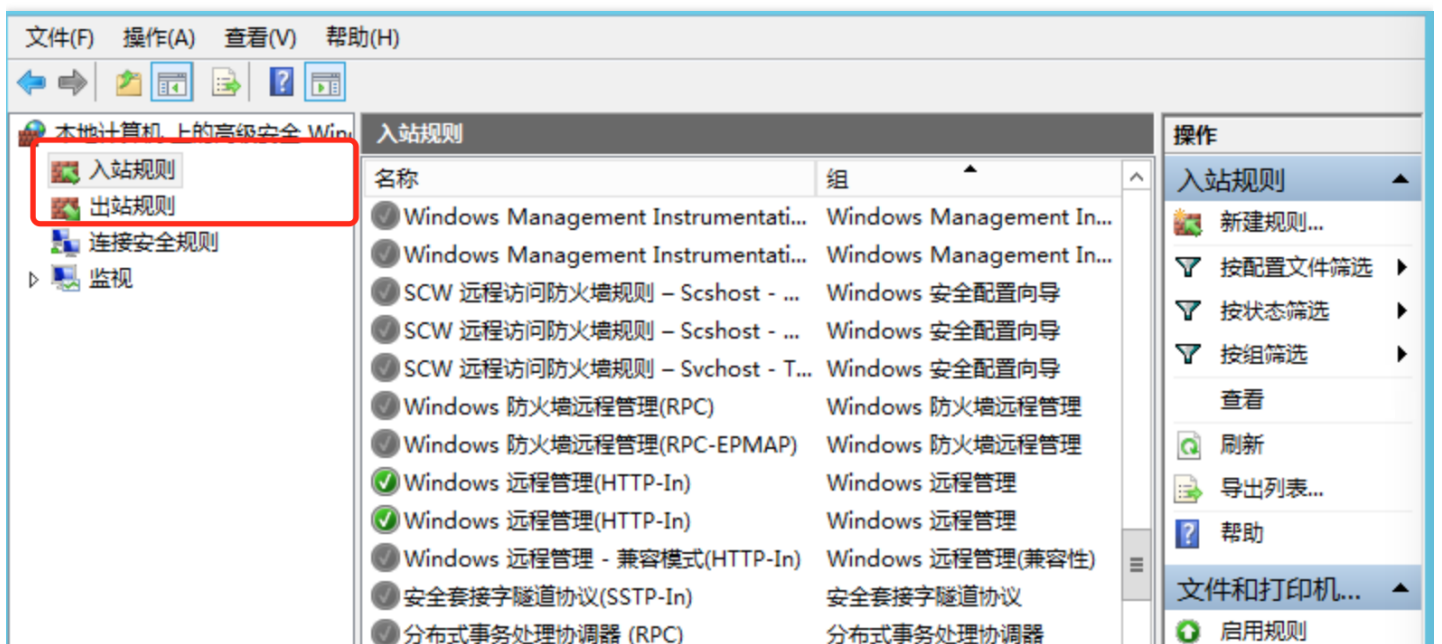 文件(F) 操作(A) 查看(V) 帮助(H)
本地计算机 上的高级安全 Win
入站规则
出站规则
连接安全规则
监视
入站规则
名称 组
Windows Management Instrumentati... Windows Management In...
Windows Management Instrumentati... Windows Management In...
SCW 远程访问防火墙规则 – Scshost - ... Windows 安全配置向导
SCW 远程访问防火墙规则 – Scshost - ... Windows 安全配置向导
SCW 远程访问防火墙规则 – Svchost - T... Windows 安全配置向导
Windows 防火墙远程管理(RPC) Windows 防火墙远程管理
Windows 防火墙远程管理(RPC-EPMAP) Windows 防火墙远程管理
Windows 远程管理(HTTP-In) Windows 远程管理
Windows 远程管理(HTTP-In) Windows 远程管理
Windows 远程管理 - 兼容模式(HTTP-In) Windows 远程管理(兼容性)
安全套接字隧道协议(SSTP-In) 安全套接字隧道协议
分布式事务处理协调器 (RPC) 分布式事务处理协调器
操作
入站规则
新建规则...
按配置文件筛选
按状态筛选
按组筛选
查看
刷新
导出列表...
帮助
文件和打印机...
启用规则